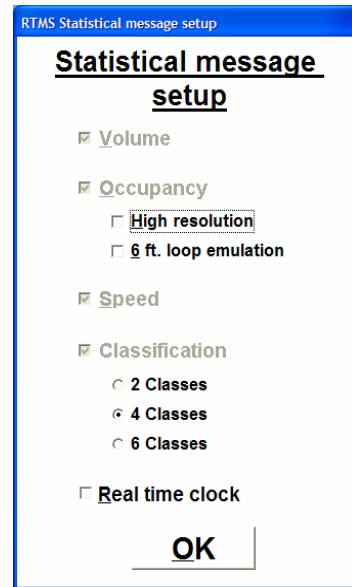 RTMS Statistical message setup
Statistical message
setup
Volume
Occupancy
High resolution
6 ft. loop emulation
Speed
Classification
2 Classes
4 Classes
6 Classes
Real time clock
OK